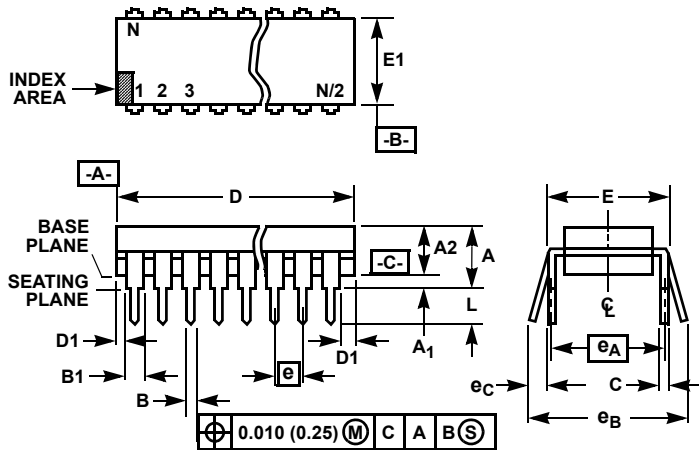 N
E1
INDEX
AREA
1 2 3 N/2
-B-
-A-
D
E
BASE
PLANE
A2
A
-C-
SEATING
PLANE
L
C̵L
D1
A1
D1
B1
e
eA
B
eC
C
eB
0.010 (0.25) Ⓜ C A B Ⓢ